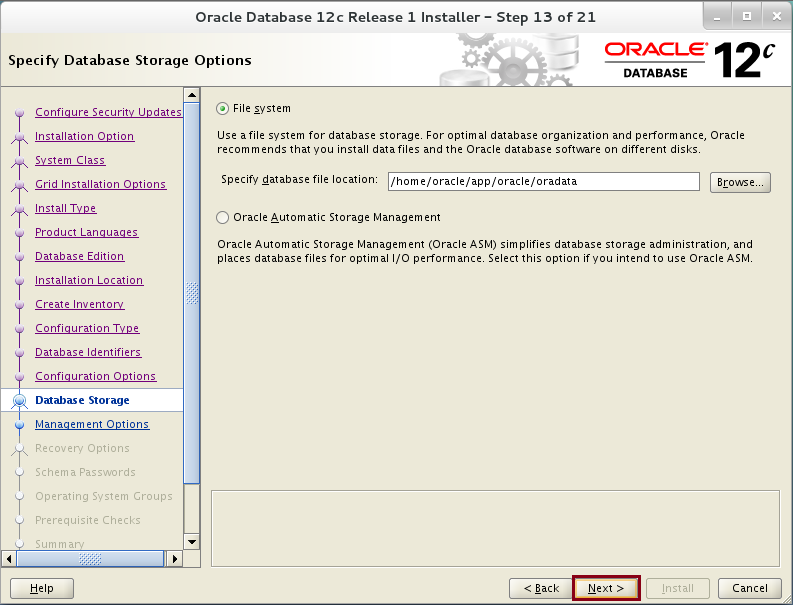 Oracle Database 12c Release 1 Installer – Step 13 of 21
Specify Database Storage Options
ORACLE®
DATABASE
12c
Configure Security Updates
Installation Option
System Class
Grid Installation Options
Install Type
Product Languages
Database Edition
Installation Location
Create Inventory
Configuration Type
Database Identifiers
Configuration Options
Database Storage
Management Options
Recovery Options
Schema Passwords
Operating System Groups
Prerequisite Checks
Summary
File system
Use a file system for database storage. For optimal database organization and performance, Oracle
recommends that you install data files and the Oracle database software on different disks.
Specify database file location: /home/oracle/app/oracle/oradata Browse...
Oracle Automatic Storage Management
Oracle Automatic Storage Management (Oracle ASM) simplifies database storage administration, and
places database files for optimal I/O performance. Select this option if you intend to use Oracle ASM.
Help < Back Next > Install Cancel